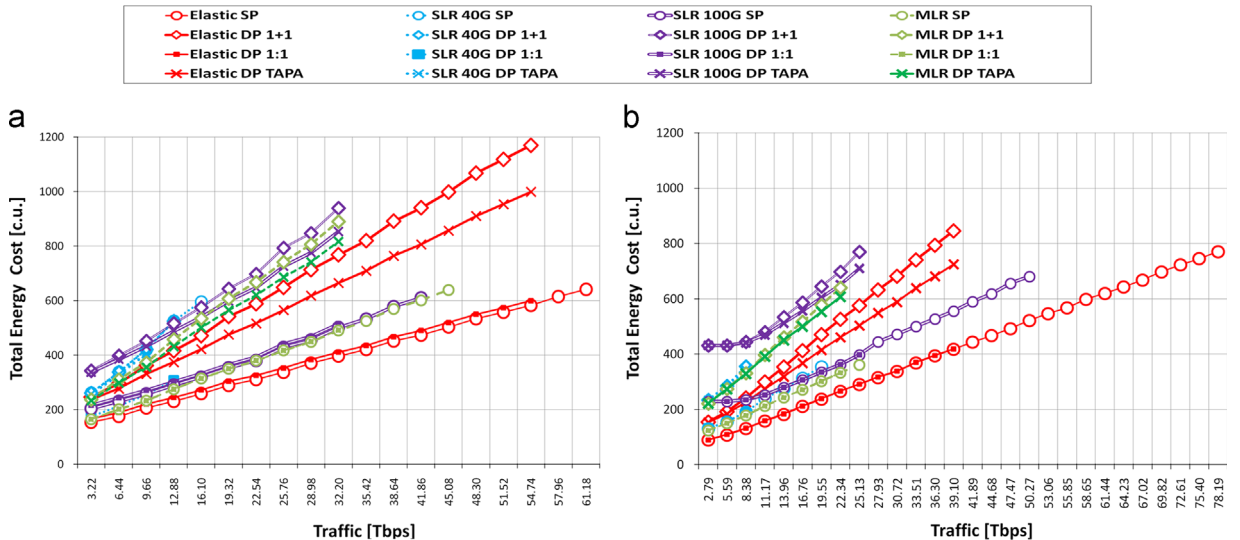 Elastic SP SLR 40G SP SLR 100G SP MLR SP
Elastic DP 1+1 SLR 40G DP 1+1 SLR 100G DP 1+1 MLR DP 1+1
Elastic DP 1:1 SLR 40G DP 1:1 SLR 100G DP 1:1 MLR DP 1:1
Elastic DP TAPA SLR 40G DP TAPA SLR 100G DP TAPA MLR DP TAPA
a
Total Energy Cost [c.u.]
1200
1000
800
600
400
200
0
3.22 6.44 9.66 12.88 16.10 19.32 22.54 25.76 28.98 32.20 35.42 38.64 41.86 45.08 48.30 51.52 54.74 57.96 61.18
Traffic [Tbps]
b
Total Energy Cost [c.u.]
1200
1000
800
600
400
200
0
2.79 5.59 8.38 11.17 13.96 16.76 19.55 22.34 25.13 27.93 30.72 33.51 36.30 39.10 41.89 44.68 47.47 50.27 53.06 55.85 58.65 61.44 64.23 67.02 69.82 72.61 75.40 78.19
Traffic [Tbps]